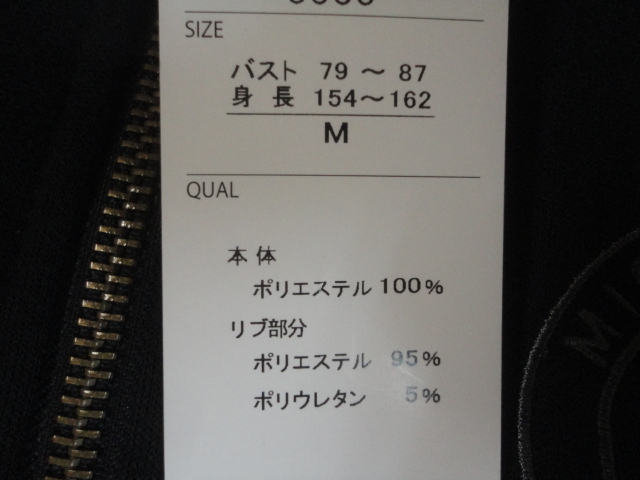 SIZE
バスト 79 ～ 87
身 長 154～162
M
QUAL
本 体
ポリエステル 100%
リブ部分
ポリエステル 95%
ポリウレタン 5%